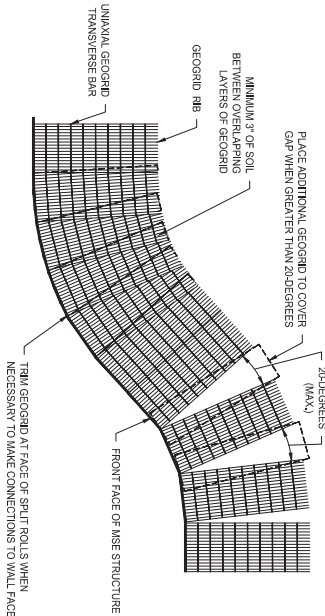 PLACE ADDITIONAL GEOGRID TO COVER
GAP WHEN GREATER THAN 20-DEGREES
20-DEGREES
(MAX.)
MINIMUM 3" OF SOIL
BETWEEN OVERLAPPING
LAYERS OF GEOGRID
GEOGRID RIB
UNIAXIAL GEOGRID
TRANSVERSE BAR
FRONT FACE OF MSE STRUCTURE
TRIM GEOGRID AT FACE OF SPLIT ROLLS WHEN
NECESSARY TO MAKE CONNECTIONS TO WALL FACE